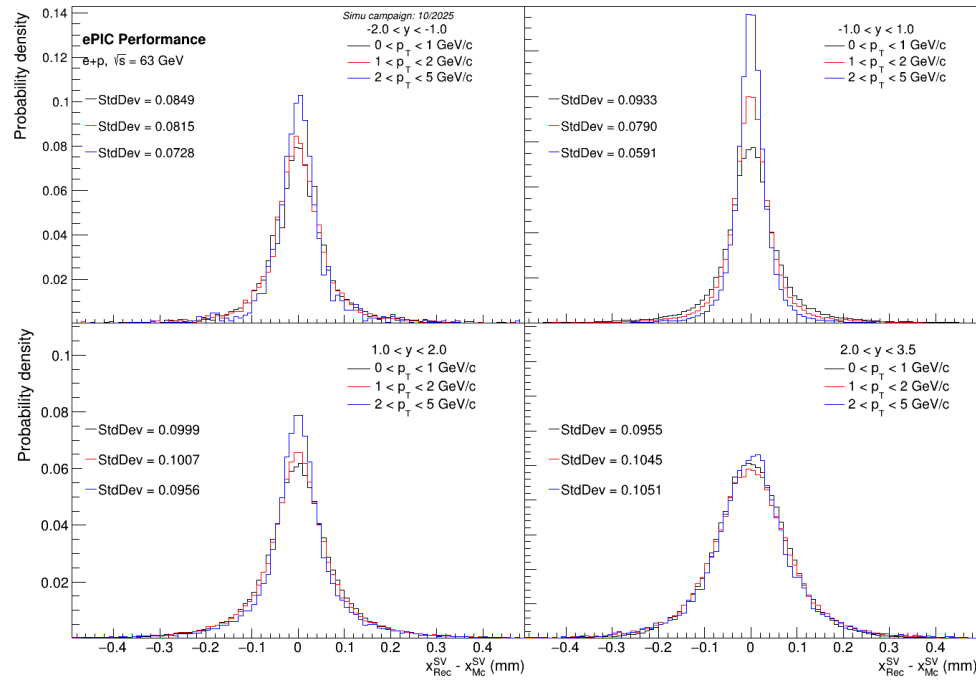 Simu campaign: 10/2025
ePIC Performance
e+p, √s = 63 GeV
-2.0 < y < -1.0
0 < p_T < 1 GeV/c
1 < p_T < 2 GeV/c
2 < p_T < 5 GeV/c
StdDev = 0.0849
StdDev = 0.0815
StdDev = 0.0728
Probability density
0.14
0.12
0.1
0.08
0.06
0.04
0.02
-1.0 < y < 1.0
0 < p_T < 1 GeV/c
1 < p_T < 2 GeV/c
2 < p_T < 5 GeV/c
StdDev = 0.0933
StdDev = 0.0790
StdDev = 0.0591
1.0 < y < 2.0
0 < p_T < 1 GeV/c
1 < p_T < 2 GeV/c
2 < p_T < 5 GeV/c
StdDev = 0.0999
StdDev = 0.1007
StdDev = 0.0956
Probability density
0.1
0.08
0.06
0.04
0.02
−0.4 −0.3 −0.2 −0.1 0 0.1 0.2 0.3 0.4
x_Rec^SV - x_Mc^SV (mm)
2.0 < y < 3.5
0 < p_T < 1 GeV/c
1 < p_T < 2 GeV/c
2 < p_T < 5 GeV/c
StdDev = 0.0955
StdDev = 0.1045
StdDev = 0.1051
−0.4 −0.3 −0.2 −0.1 0 0.1 0.2 0.3 0.4
x_Rec^SV - x_Mc^SV (mm)